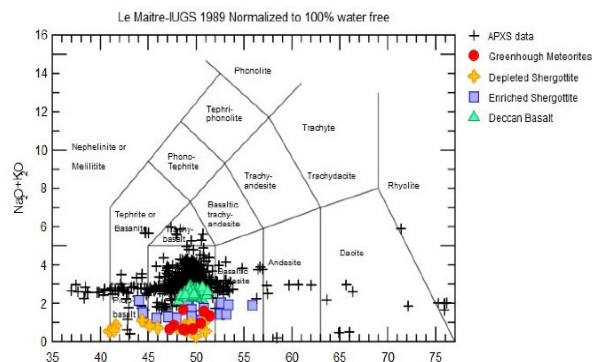 Le Maitre-IUGS 1989 Normalized to 100% water free
APXS data
Greenhough Meteorites
Depleted Shergottite
Enriched Shergottite
Deccan Basalt
16
14
12
10
8
6
4
2
0
Na2O+K2O
Phonolite
Tephri-
phonolite
Trachyte
Nephelinite or
Melilitite
Phono-
Tephrite
Trachy-
andesite
Trachydacite
Rhyolite
Tephrite or
Basanite
Basaltic
trachy-
andesite
basalt
Andesite
Daoite
basalt
35
40
45
50
55
60
65
70
75